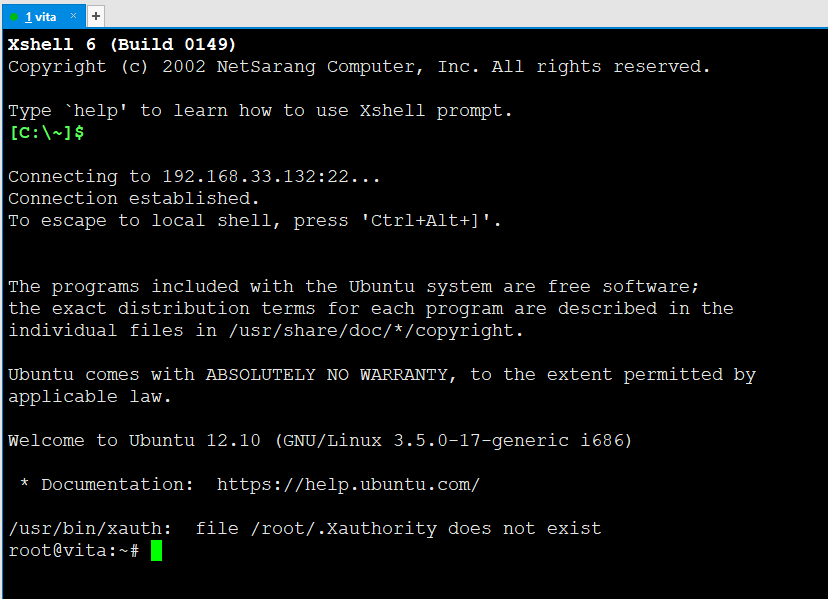 1 vita × +
Xshell 6 (Build 0149)
Copyright (c) 2002 NetSarang Computer, Inc. All rights reserved.
Type `help' to learn how to use Xshell prompt.
[C:\~]$
Connecting to 192.168.33.132:22...
Connection established.
To escape to local shell, press 'Ctrl+Alt+]'.
The programs included with the Ubuntu system are free software;
the exact distribution terms for each program are described in the
individual files in /usr/share/doc/*/copyright.
Ubuntu comes with ABSOLUTELY NO WARRANTY, to the extent permitted by
applicable law.
Welcome to Ubuntu 12.10 (GNU/Linux 3.5.0-17-generic i686)
 * Documentation:  https://help.ubuntu.com/
/usr/bin/xauth:  file /root/.Xauthority does not exist
root@vita:~#